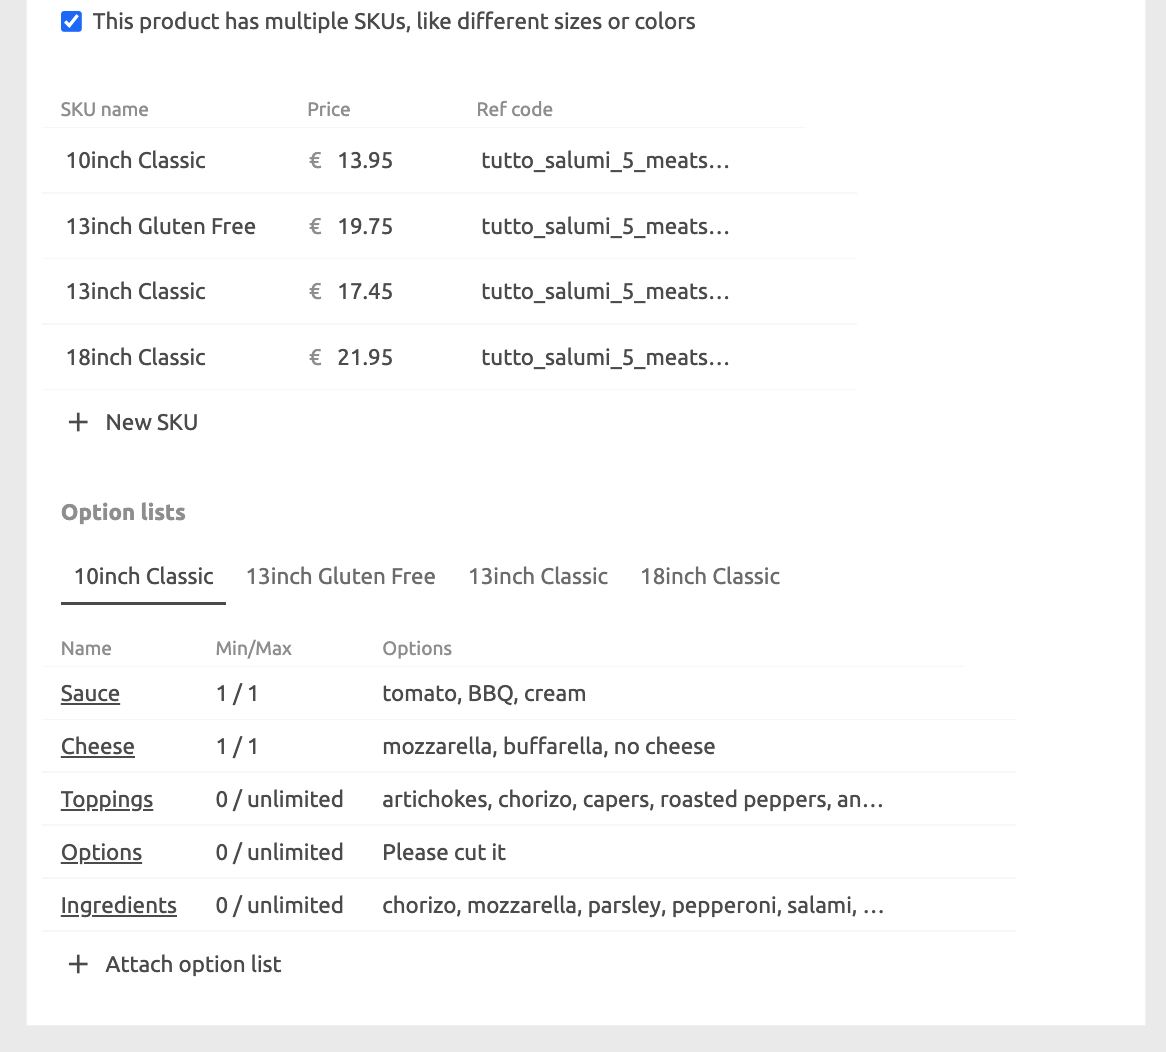 This product has multiple SKUs, like different sizes or colors
SKU name Price Ref code
10inch Classic € 13.95 tutto_salumi_5_meats...
13inch Gluten Free € 19.75 tutto_salumi_5_meats...
13inch Classic € 17.45 tutto_salumi_5_meats...
18inch Classic € 21.95 tutto_salumi_5_meats...
+ New SKU
Option lists
10inch Classic 13inch Gluten Free 13inch Classic 18inch Classic
Name Min/Max Options
Sauce 1 / 1 tomato, BBQ, cream
Cheese 1 / 1 mozzarella, buffarella, no cheese
Toppings 0 / unlimited artichokes, chorizo, capers, roasted peppers, an...
Options 0 / unlimited Please cut it
Ingredients 0 / unlimited chorizo, mozzarella, parsley, pepperoni, salami, ...
+ Attach option list